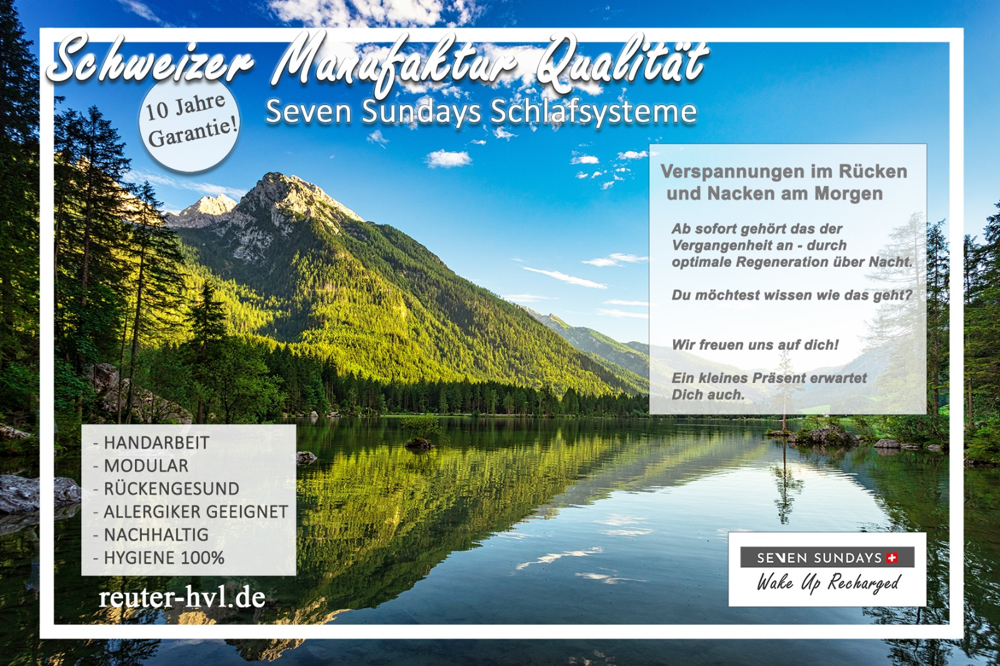 Schweizer Manufaktur Qualität
Seven Sundays Schlafsysteme
10 Jahre
Garantie!
Verspannungen im Rücken
und Nacken am Morgen
Ab sofort gehört das der
Vergangenheit an - durch
optimale Regeneration über Nacht.
Du möchtest wissen wie das geht?
Wir freuen uns auf dich!
Ein kleines Präsent erwartet
Dich auch.
- HANDARBEIT
- MODULAR
- RÜCKENGESUND
- ALLERGIKER GEEIGNET
- NACHHALTIG
- HYGIENE 100%
reuter-hvl.de
SEVEN SUNDAYS
Wake Up Recharged